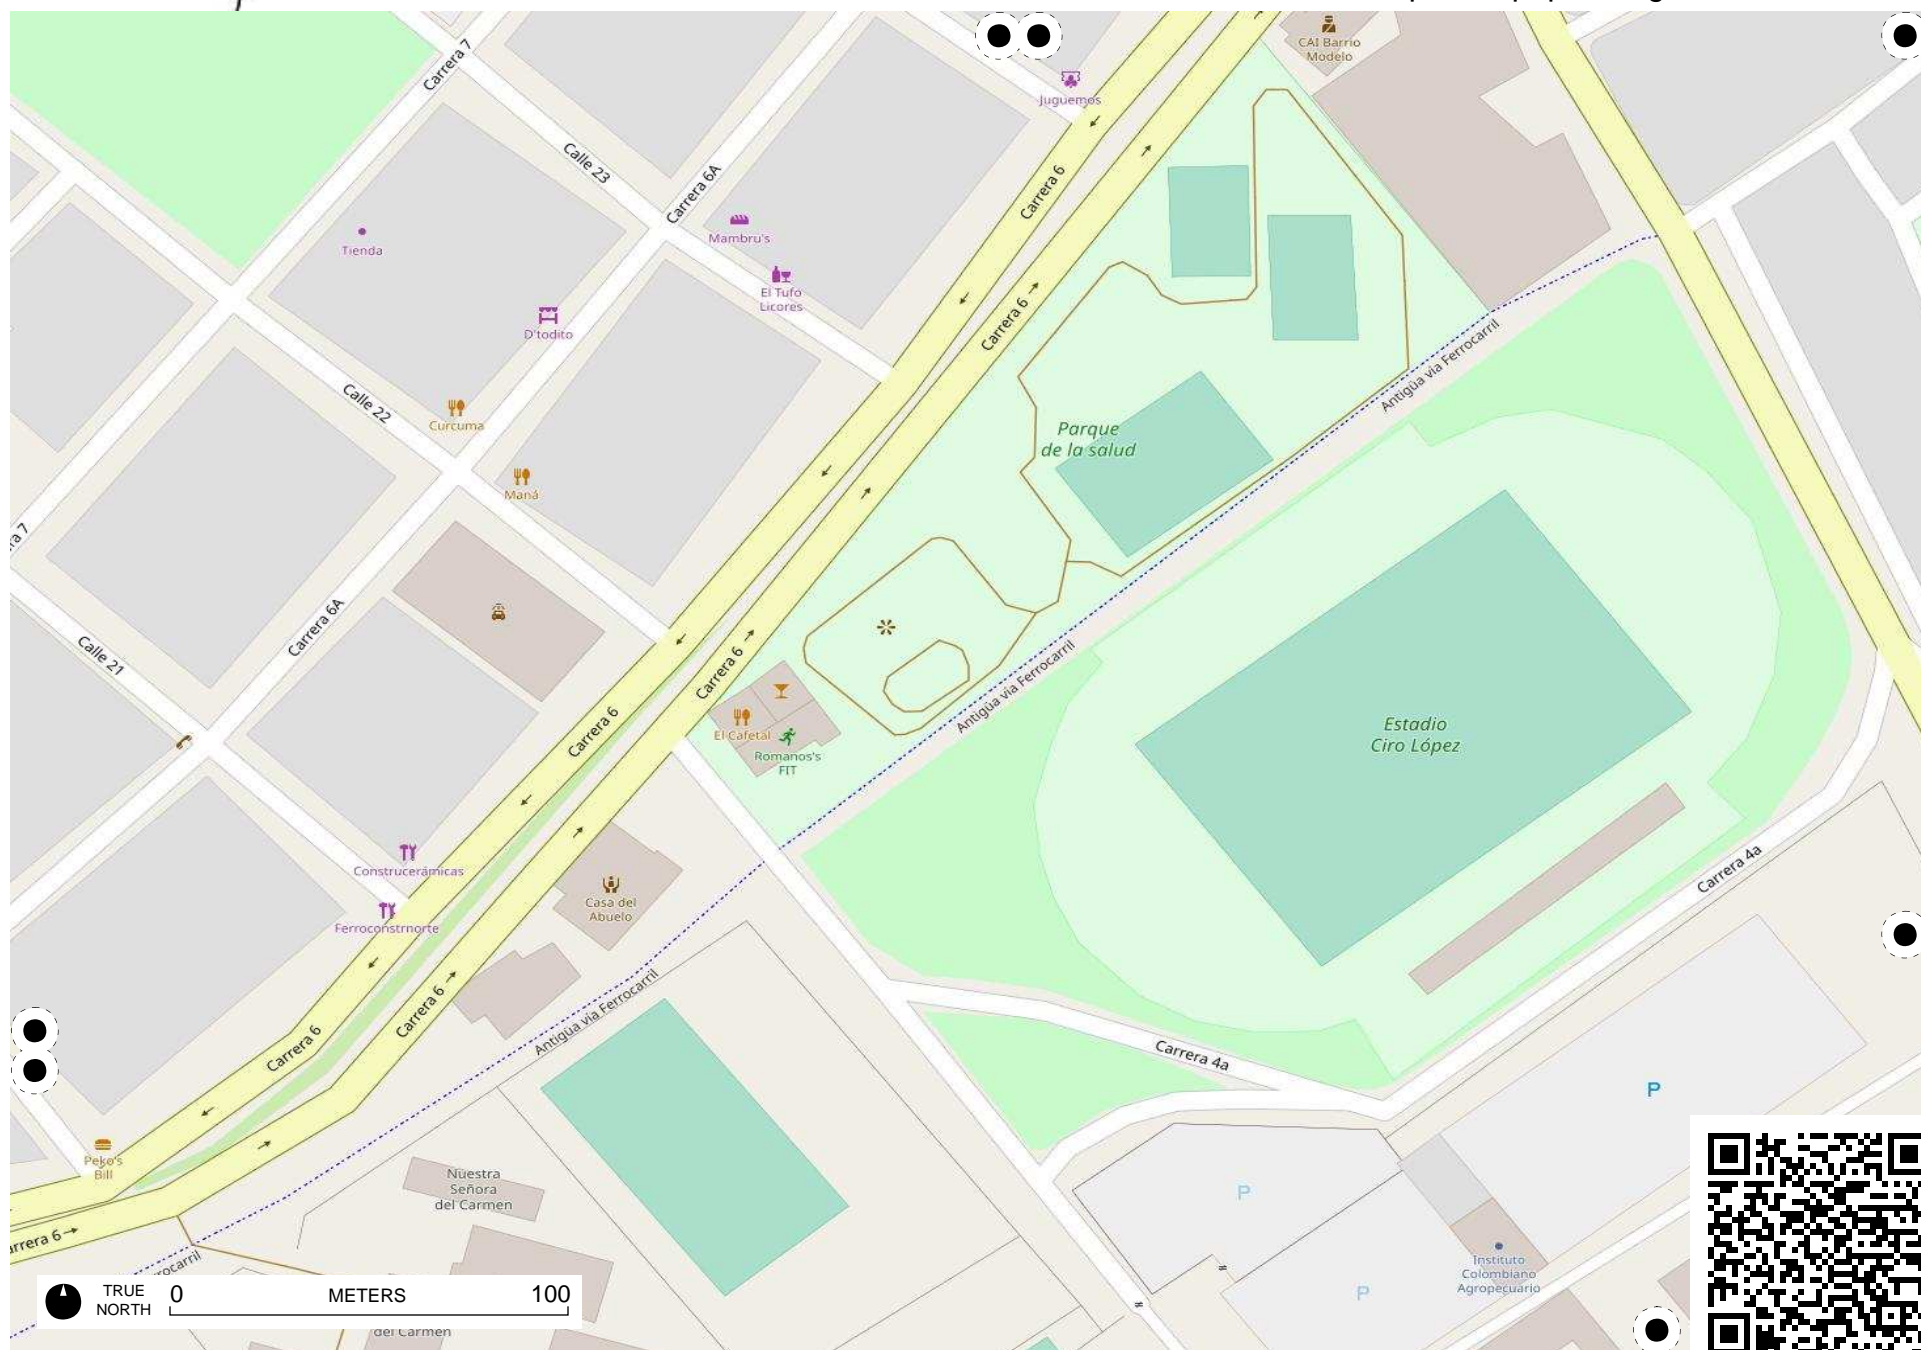 CAI Barrio
Modelo
Carrera 7
Juguemos
Calle 23
Carrera 6A
Carrera 6
Mambru's
Tienda
El Tufo
Licores
D'todito
Carrera 6
Antigüa via Ferrocarril
Calle 22
Curcuma
Parque
de la salud
Maná
Carrera 6A
Calle 21
Carrera 6
Antigüa via Ferrocarril
Carrera 6
El Cafetal
Romanos's
FIT
Estadio
Ciro López
Construcerámicas
Casa del
Abuelo
Carrera 4a
Ferroconstrnorte
Carrera 6
Carrera 6
Antigüa via Ferrocarril
Carrera 4a
P
Peko's
Bill
Nuestra
Señora
del Carmen
P
Instituto
Colombiano
Agropecuario
P
TRUE
NORTH
0 METERS 100
del Carmen